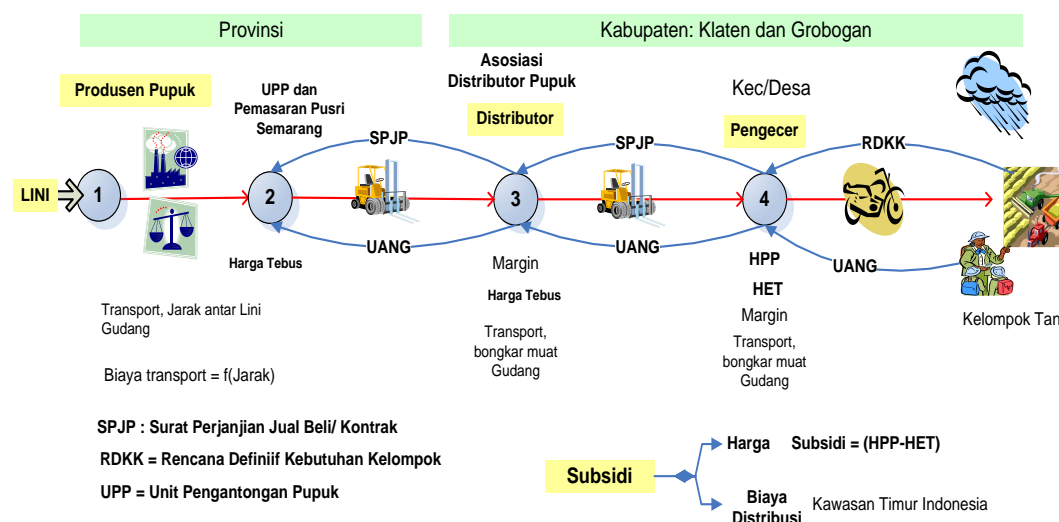 Provinsi
Kabupaten: Klaten dan Grobogan
Produsen Pupuk
UPP dan
Pemasaran Pusri
Semarang
Asosiasi
Distributor Pupuk
Distributor
Kec/Desa
Pengecer
SPJP
SPJP
RDKK
LINI
1
2
3
4
UANG
UANG
UANG
Harga Tebus
Margin
Harga Tebus
Transport,
bongkar muat
Gudang
HPP
HET
Margin
Transport,
bongkar muat
Gudang
Kelompok Tan
Transport, Jarak antar Lini
Gudang
Biaya transport = f(Jarak)
SPJP : Surat Perjanjian Jual Beli/ Kontrak
RDKK = Rencana Definiif Kebutuhan Kelompok
UPP = Unit Pengantongan Pupuk
Subsidi
Harga Subsidi = (HPP-HET)
Biaya
Distribusi
Kawasan Timur Indonesia